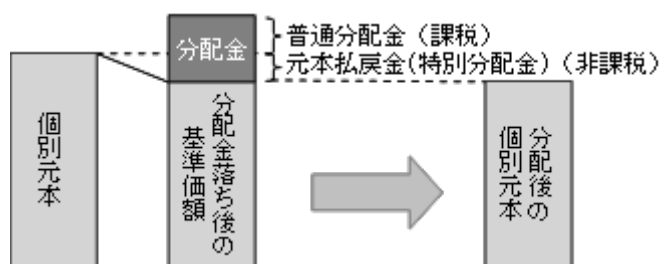 普通分配金（課税）
分配金
元本払戻金(特別分配金)（非課税）
個別元本
分配金落ち後の
基準価額
分配後の
個別元本